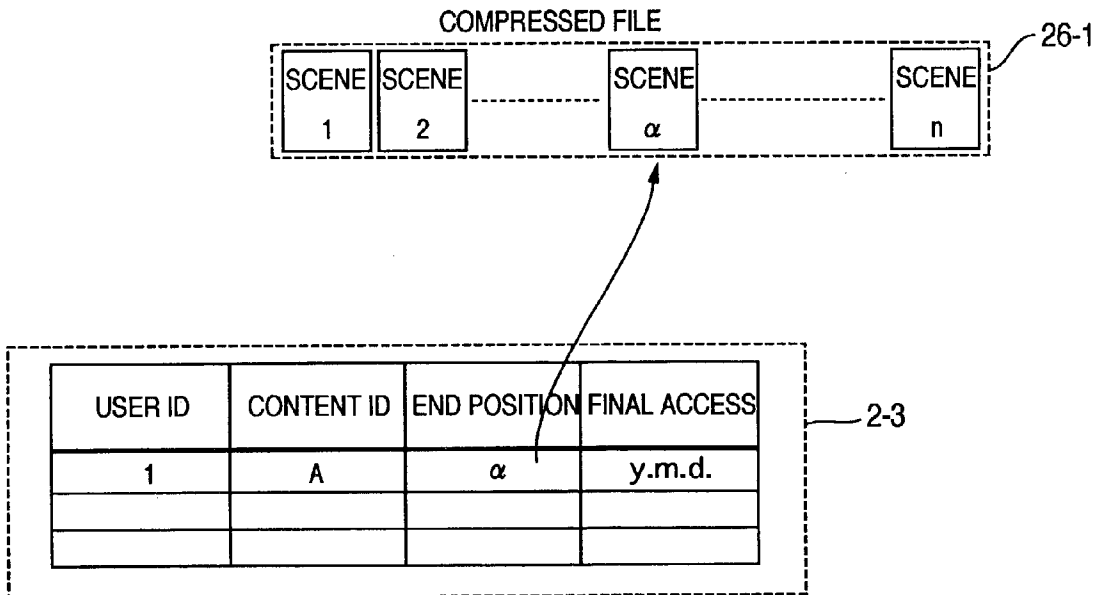 COMPRESSED FILE
26-1
SCENE 1
SCENE 2
SCENE α
SCENE n
USER ID CONTENT ID END POSITION FINAL ACCESS
1 A α y.m.d.
2-3